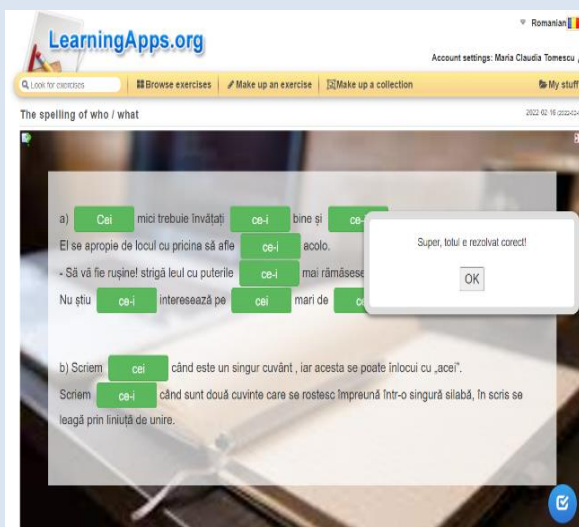 LearningApps.org
Romanian
Account settings: Maria Claudia Tomescu
Look for exercises
Browse exercises
Make up an exercise
Make up a collection
My stuff
The spelling of who / what
2022-02-16
a) Cei mici trebuie învățați ce-i bine și
El se apropie de locul cu pricina să afle ce-i acolo.
- Să vă fie rușine! strigă leul cu puterile ce-i mai rămăsese
Nu știu ce-i interesează pe cei mari de
Super, totul e rezolvat corect!
OK
b) Scriem cei când este un singur cuvânt , iar acesta se poate înlocui cu „acei”.
Scriem ce-i când sunt două cuvinte care se rostesc împreună într-o singură silabă, în scris se
leagă prin liniuță de unire.